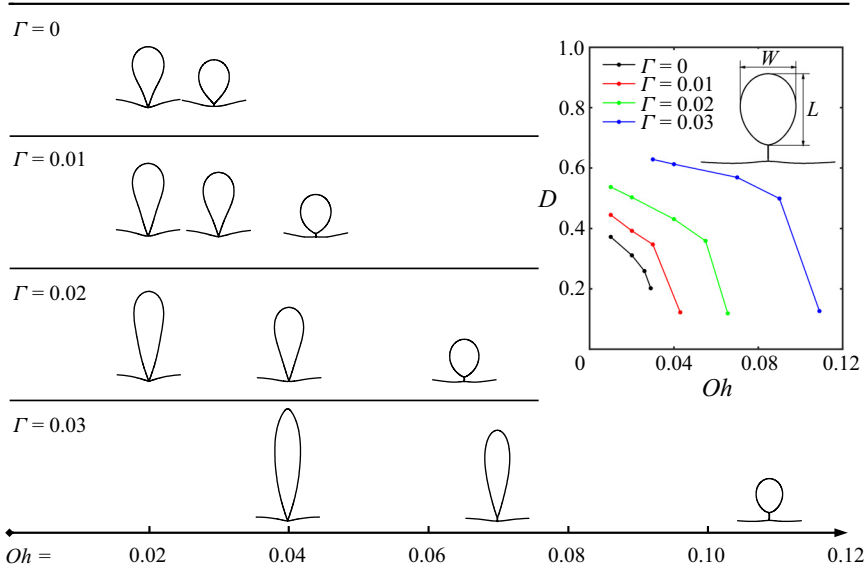 Γ = 0
Γ = 0.01
Γ = 0.02
Γ = 0.03
Oh =
0.02
0.04
0.06
0.08
0.10
0.12
1.0
0.8
0.6
0.4
0.2
0
0.04
0.08
0.12
D
Oh
Γ = 0
Γ = 0.01
Γ = 0.02
Γ = 0.03
W
L